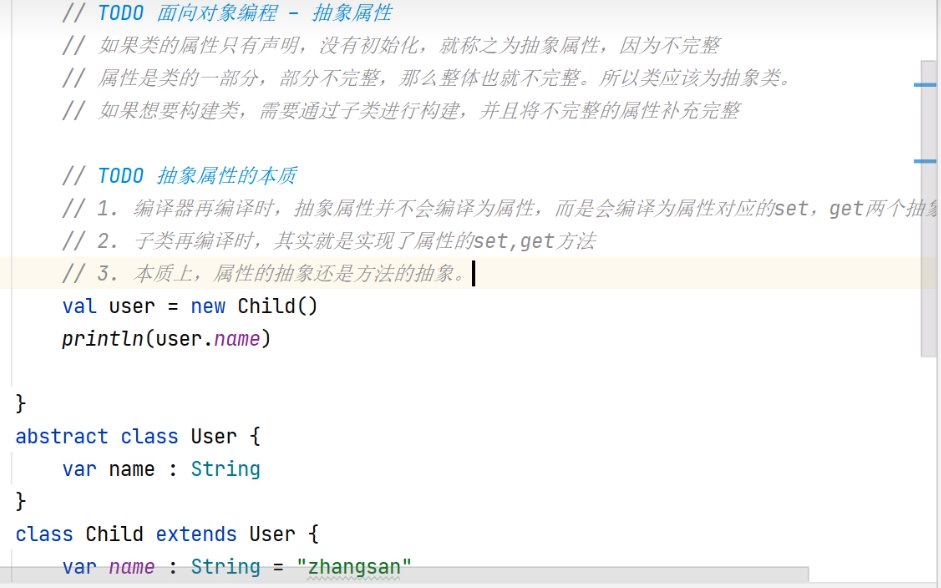 // TODO 面向对象编程 - 抽象属性
// 如果类的属性只有声明，没有初始化，就称之为抽象属性，因为不完整
// 属性是类的一部分，部分不完整，那么整体也就不完整。所以类应该为抽象类。
// 如果想要构建类，需要通过子类进行构建，并且将不完整的属性补充完整
// TODO 抽象属性的本质
// 1. 编译器再编译时，抽象属性并不会编译为属性，而是会编译为属性对应的set，get两个抽
// 2. 子类再编译时，其实就是实现了属性的set,get方法
// 3. 本质上，属性的抽象还是方法的抽象。
val user = new Child()
println(user.name)
}
abstract class User {
var name : String
}
class Child extends User {
var name : String = "zhangsan"